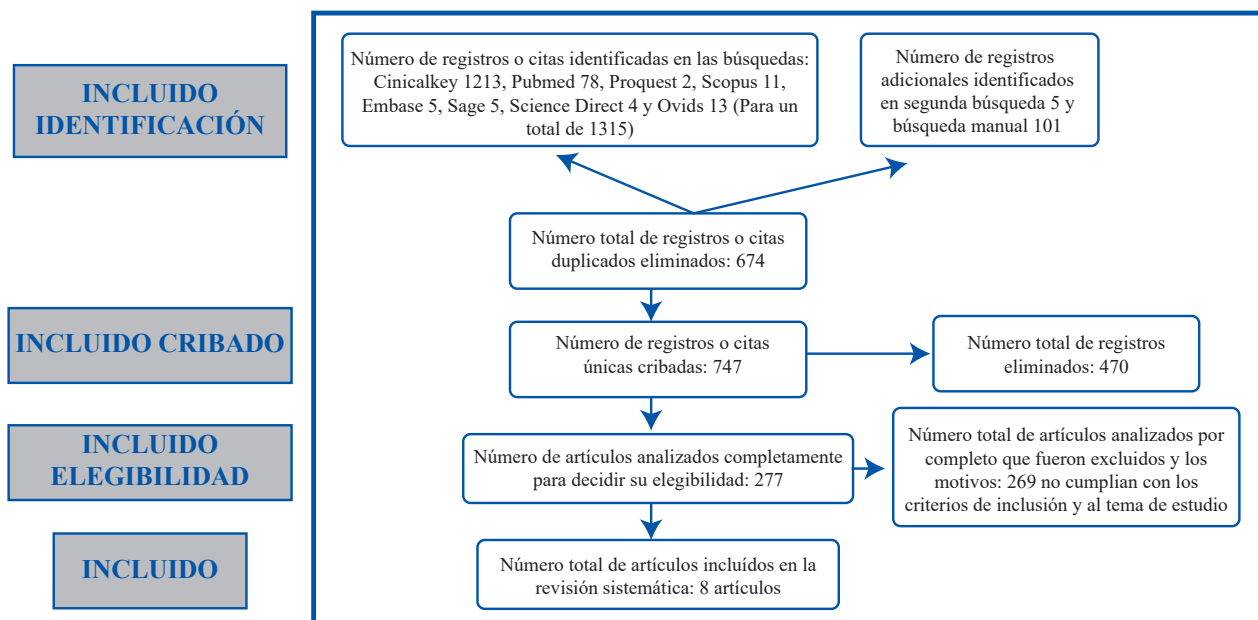 INCLUIDO
IDENTIFICACIÓN
Número de registros o citas identificadas en las búsquedas:
Cinicalkey 1213, Pubmed 78, Proquest 2, Scopus 11,
Embase 5, Sage 5, Science Direct 4 y Ovids 13 (Para un
total de 1315)
Número de registros
adicionales identificados
en segunda búsqueda 5 y
búsqueda manual 101
Número total de registros o citas
duplicados eliminados: 674
INCLUIDO CRIBADO
Número de registros o citas
únicas cribadas: 747
Número total de registros
eliminados: 470
INCLUIDO
ELEGIBILIDAD
Número de artículos analizados completamente
para decidir su elegibilidad: 277
Número total de artículos analizados por
completo que fueron excluidos y los
motivos: 269 no cumplian con los
criterios de inclusión y al tema de estudio
INCLUIDO
Número total de artículos incluídos en la
revisión sistemática: 8 artículos